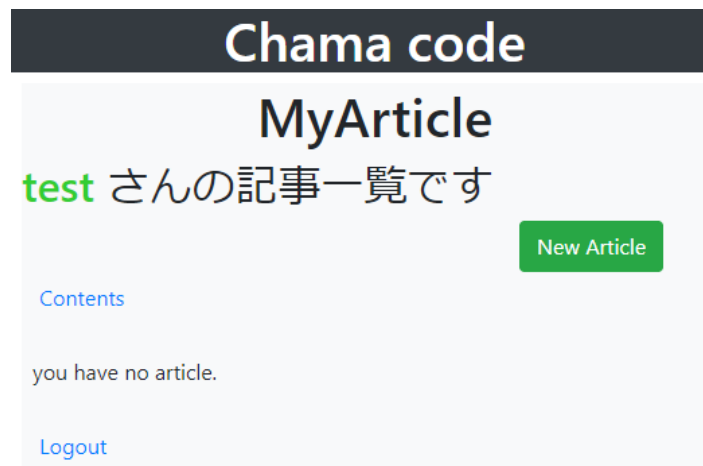 Chama code
MyArticle
test さんの記事一覧です
New Article
Contents
you have no article.
Logout